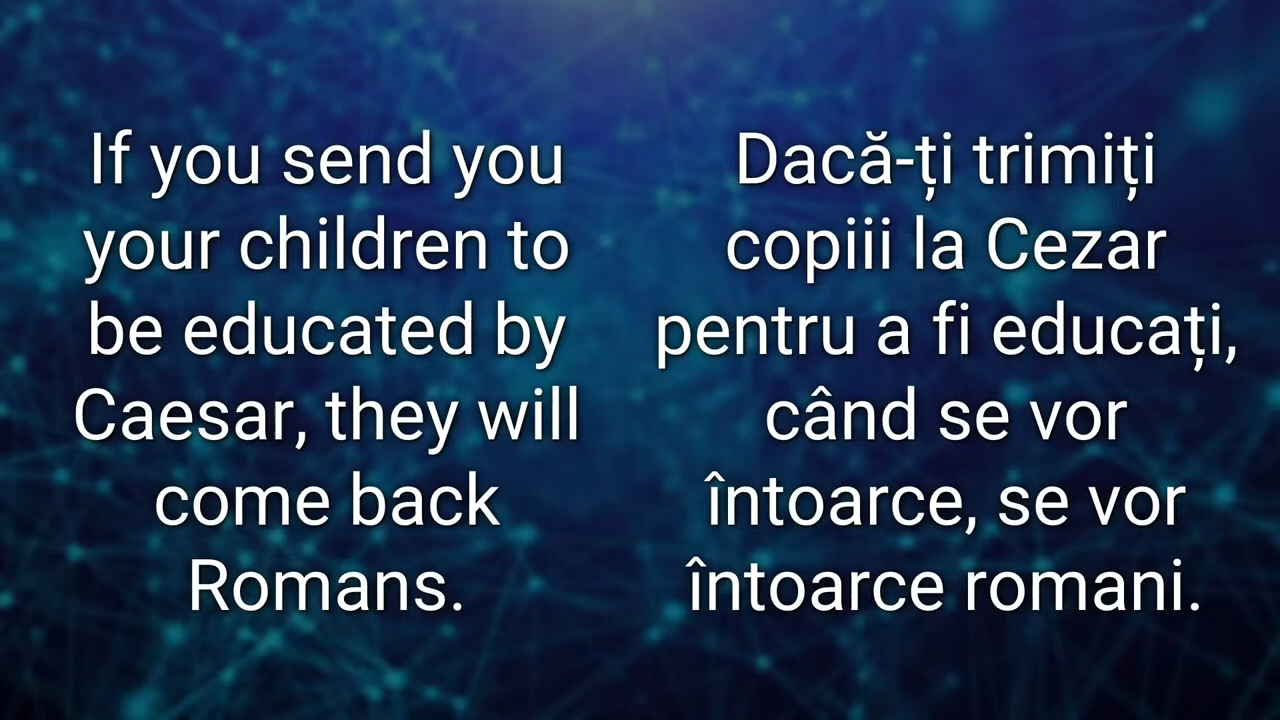 If you send you
your children to
be educated by
Caesar, they will
come back
Romans.
Dacă-ți trimiți
copiii la Cezar
pentru a fi educați,
când se vor
întoarce, se vor
întoarce romani.